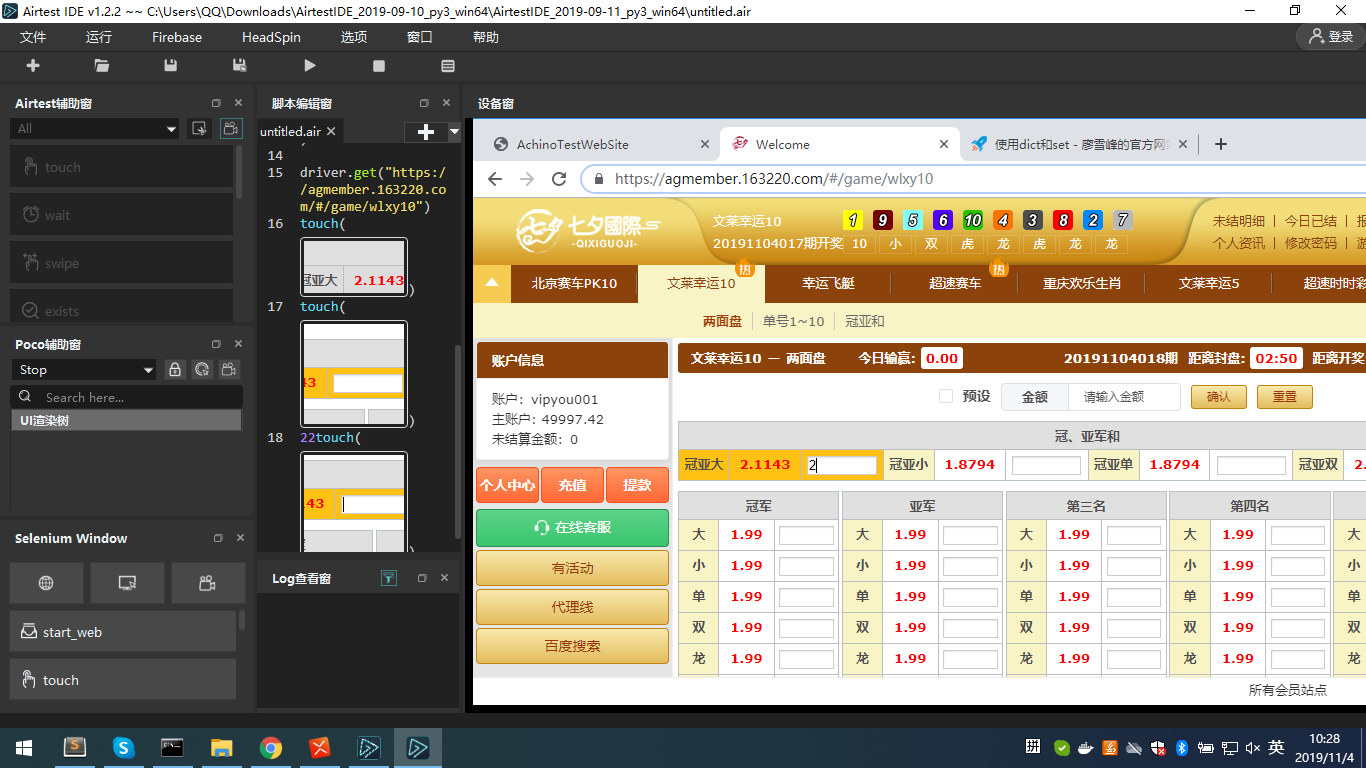 Airtest IDE v1.2.2 ~~ C:\Users\QQ\Downloads\AirtestIDE_2019-09-10_py3_win64\AirtestIDE_2019-09-11_py3_win64\untitled.air
文件 运行 Firebase HeadSpin 选项 窗口 帮助 登录
Airtest辅助窗
All
touch
wait
swipe
exists
Poco辅助窗
Stop
Search here...
UI渲染树
Selenium Window
start_web
touch
脚本编辑窗
untitled.air
14
15 driver.get("https:/
/agmember.163220.co
m/#/game/wlxy10")
16 touch(
冠亚大 2.1143
)
17 touch(
43
)
18 22touch(
43
)
Log查看窗
设备窗
AchinoTestWebSite Welcome 使用dict和set - 廖雪峰的官方网
https://agmember.163220.com/#/game/wlxy10
七夕國際
-QIXIGUOJI-
文莱幸运10 1 9 5 6 10 4 3 8 2 7
20191104017期开奖 10 小 双 虎 龙 虎 龙 龙
未结明细 | 今日已结 |
个人资讯 | 修改密码 |
热 热
北京赛车PK10 文莱幸运10 幸运飞艇 超速赛车 重庆欢乐生肖 文莱幸运5 超速时时彩
两面盘 单号1~10 冠亚和
账户信息
账户：vipyou001
主账户：49997.42
未结算金额：0
个人中心 充值 提款
在线客服
有活动
代理线
百度搜索
文莱幸运10 — 两面盘 今日输赢: 0.00 20191104018期 距离封盘: 02:50 距离开奖
预设 金额 请输入金额 确认 重置
冠、亚军和
冠亚大 2.1143 2 冠亚小 1.8794 冠亚单 1.8794 冠亚双 2.
冠军 亚军 第三名 第四名
大 1.99 大 1.99 大 1.99 大 1.99 大
小 1.99 小 1.99 小 1.99 小 1.99 小
单 1.99 单 1.99 单 1.99 单 1.99 单
双 1.99 双 1.99 双 1.99 双 1.99 双
龙 1.99 龙 1.99 龙 1.99 龙 1.99 龙
所有会员站点
英 10:28
2019/11/4